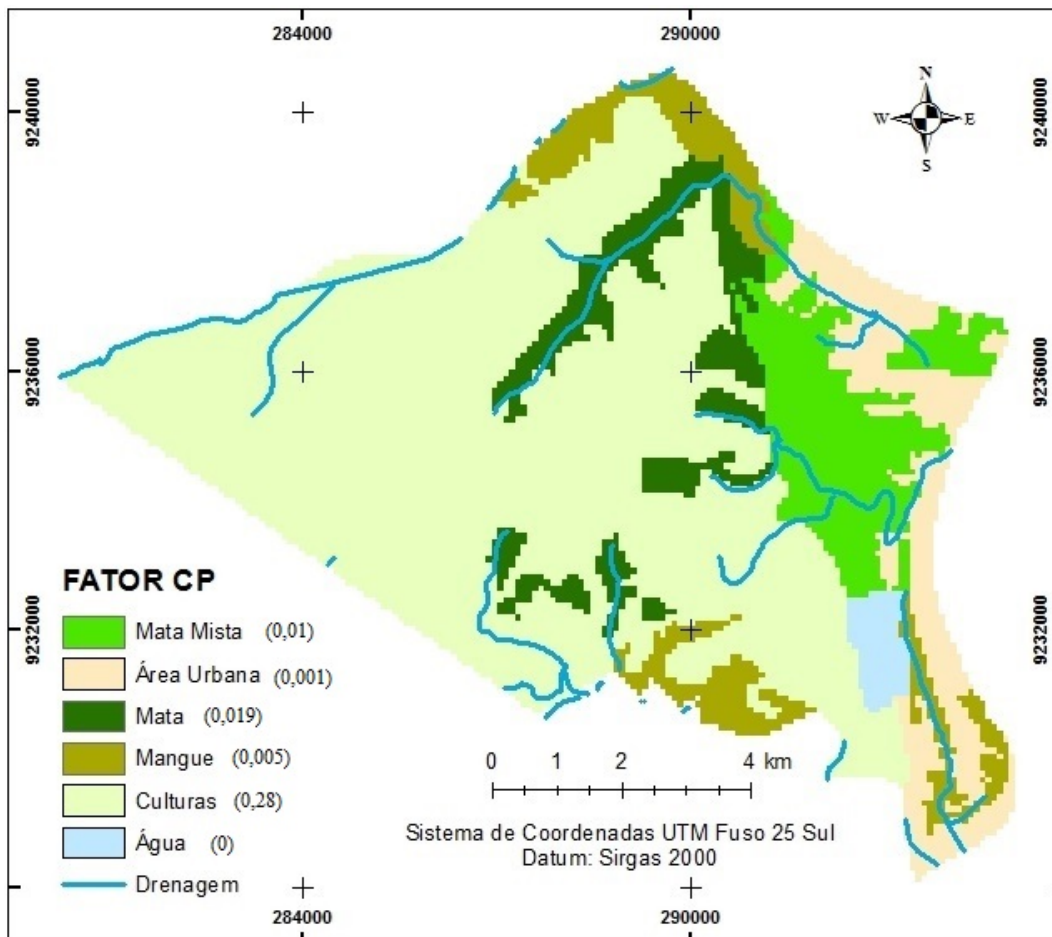 284000
290000
9240000
9240000
N
W
E
S
9236000
9236000
FATOR CP
Mata Mista (0,01)
Área Urbana (0,001)
Mata (0,019)
Mangue (0,005)
Culturas (0,28)
Água (0)
Drenagem
9232000
9232000
0 1 2 4 km
Sistema de Coordenadas UTM Fuso 25 Sul
Datum: Sirgas 2000
284000
290000